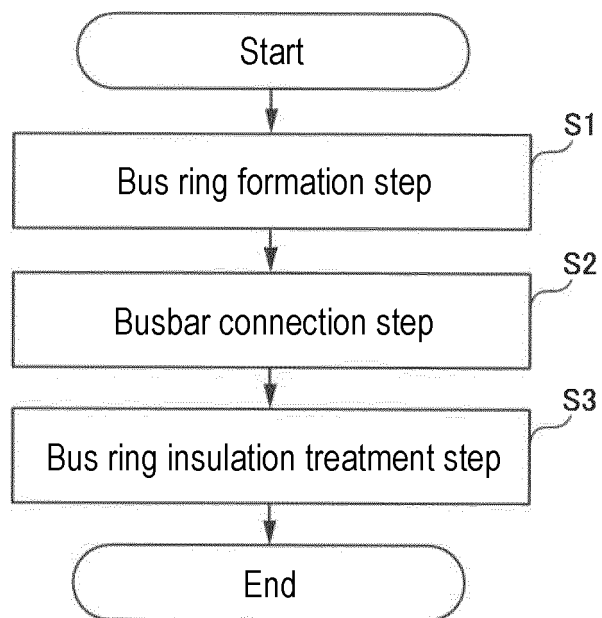 Start
S1
Bus ring formation step
S2
Busbar connection step
S3
Bus ring insulation treatment step
End